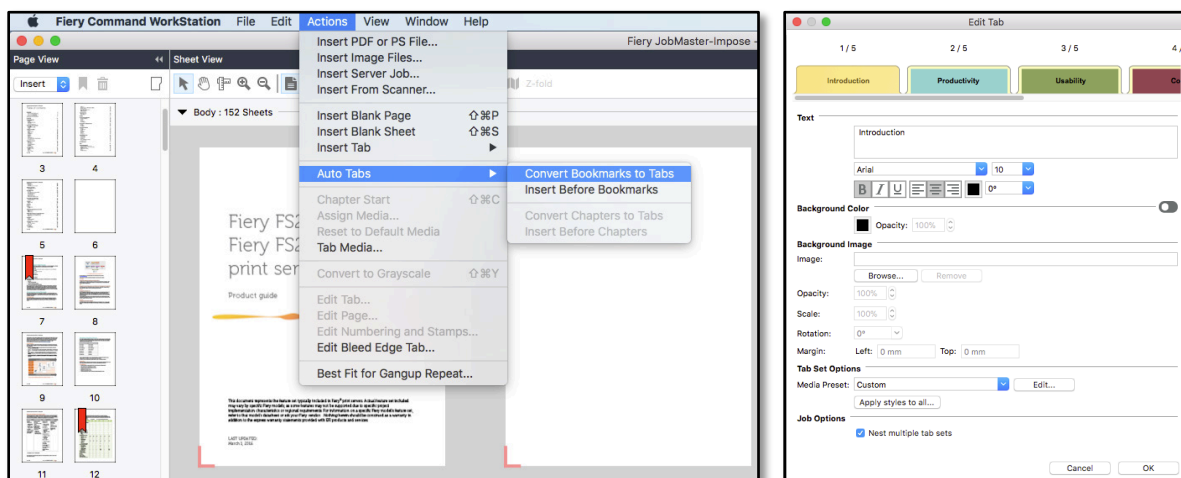 Fiery Command WorkStation File Edit Actions View Window Help
Fiery JobMaster-Impose -
Page View
Sheet View
Insert
Z-fold
Body : 152 Sheets
3 4
5 6
7 8
9 10
11 12
Insert PDF or PS File...
Insert Image Files...
Insert Server Job...
Insert From Scanner...
Insert Blank Page ⇧⌘P
Insert Blank Sheet ⇧⌘S
Insert Tab
Auto Tabs
Chapter Start ⇧⌘C
Assign Media...
Reset to Default Media
Tab Media...
Convert to Grayscale ⇧⌘Y
Edit Tab...
Edit Page...
Edit Numbering and Stamps...
Edit Bleed Edge Tab...
Best Fit for Gangup Repeat...
Convert Bookmarks to Tabs
Insert Before Bookmarks
Convert Chapters to Tabs
Insert Before Chapters
Fiery FS2
Fiery FS2
print ser
Product guide
LAST UPDATED:
March 2, 2016
Edit Tab
1/5 2/5 3/5 4/
Introduction Productivity Usability Co
Text
Introduction
Arial 10
B I U 0°
Background Color
Opacity: 100%
Background Image
Image:
Browse... Remove
Opacity: 100%
Scale: 100%
Rotation: 0°
Margin: Left: 0 mm Top: 0 mm
Tab Set Options
Media Preset: Custom Edit...
Apply styles to all...
Job Options
Nest multiple tab sets
Cancel OK